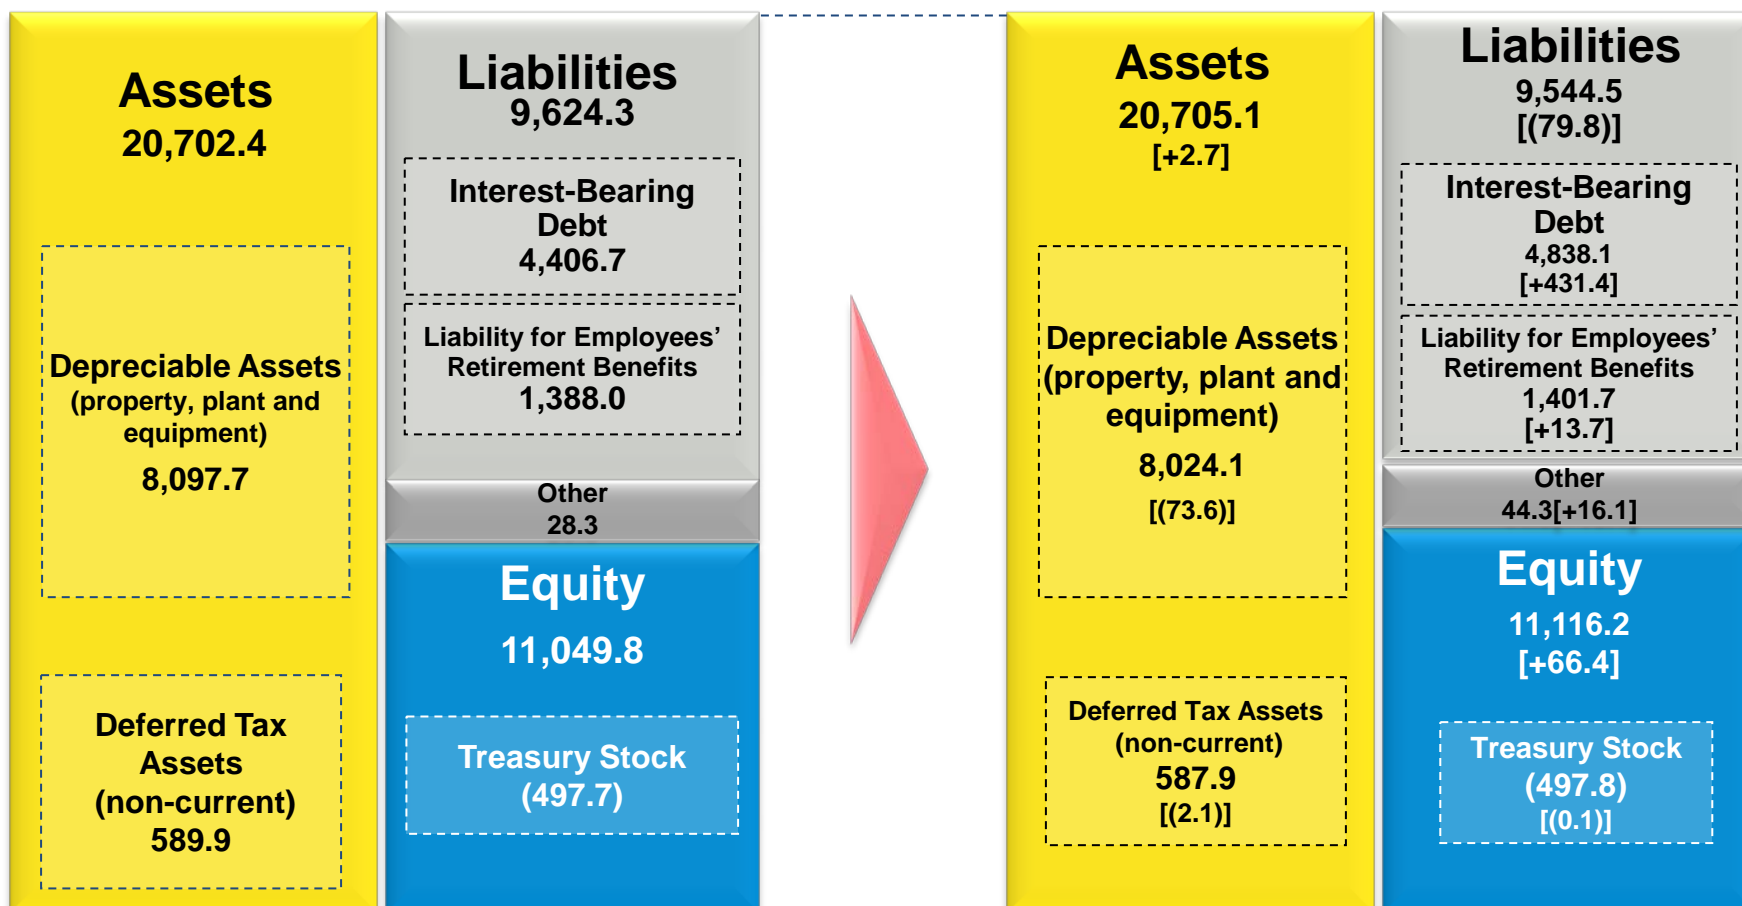 Assets
20,702.4
Depreciable Assets
(property, plant and
equipment)
8,097.7
Deferred Tax
Assets
(non-current)
589.9
Liabilities
9,624.3
Interest-Bearing
Debt
4,406.7
Liability for Employees’
Retirement Benefits
1,388.0
Other
28.3
Equity
11,049.8
Treasury Stock
(497.7)
Assets
20,705.1
[+2.7]
Depreciable Assets
(property, plant and
equipment)
8,024.1
[(73.6)]
Deferred Tax Assets
(non-current)
587.9
[(2.1)]
Liabilities
9,544.5
[(79.8)]
Interest-Bearing
Debt
4,838.1
[+431.4]
Liability for Employees’
Retirement Benefits
1,401.7
[+13.7]
Other
44.3[+16.1]
Equity
11,116.2
[+66.4]
Treasury Stock
(497.8)
[(0.1)]